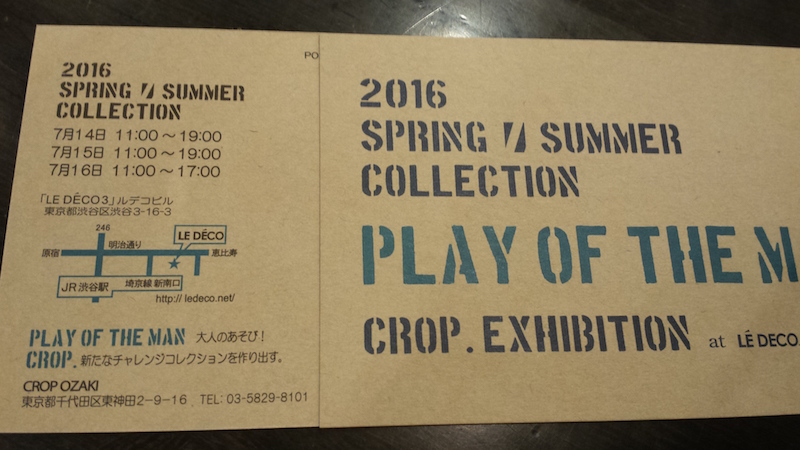 2016
SPRING / SUMMER
COLLECTION
7月14日 11:00～19:00
7月15日 11:00～19:00
7月16日 11:00～17:00
「LE DÉCO3」ルデコビル
東京都渋谷区渋谷3-16-3
246
明治通り
LE DÉCO
原宿
恵比寿
JR渋谷駅
埼京線 新南口
http:// ledeco.net/
PLAY OF THE MAN 大人のあそび！
CROP. 新たなチャレンジコレクションを作り出す。
CROP OZAKI
東京都千代田区東神田2-9-16 TEL: 03-5829-8101
PO
2016
SPRING / SUMMER
COLLECTION
PLAY OF THE M
CROP. EXHIBITION at LÉ DECO